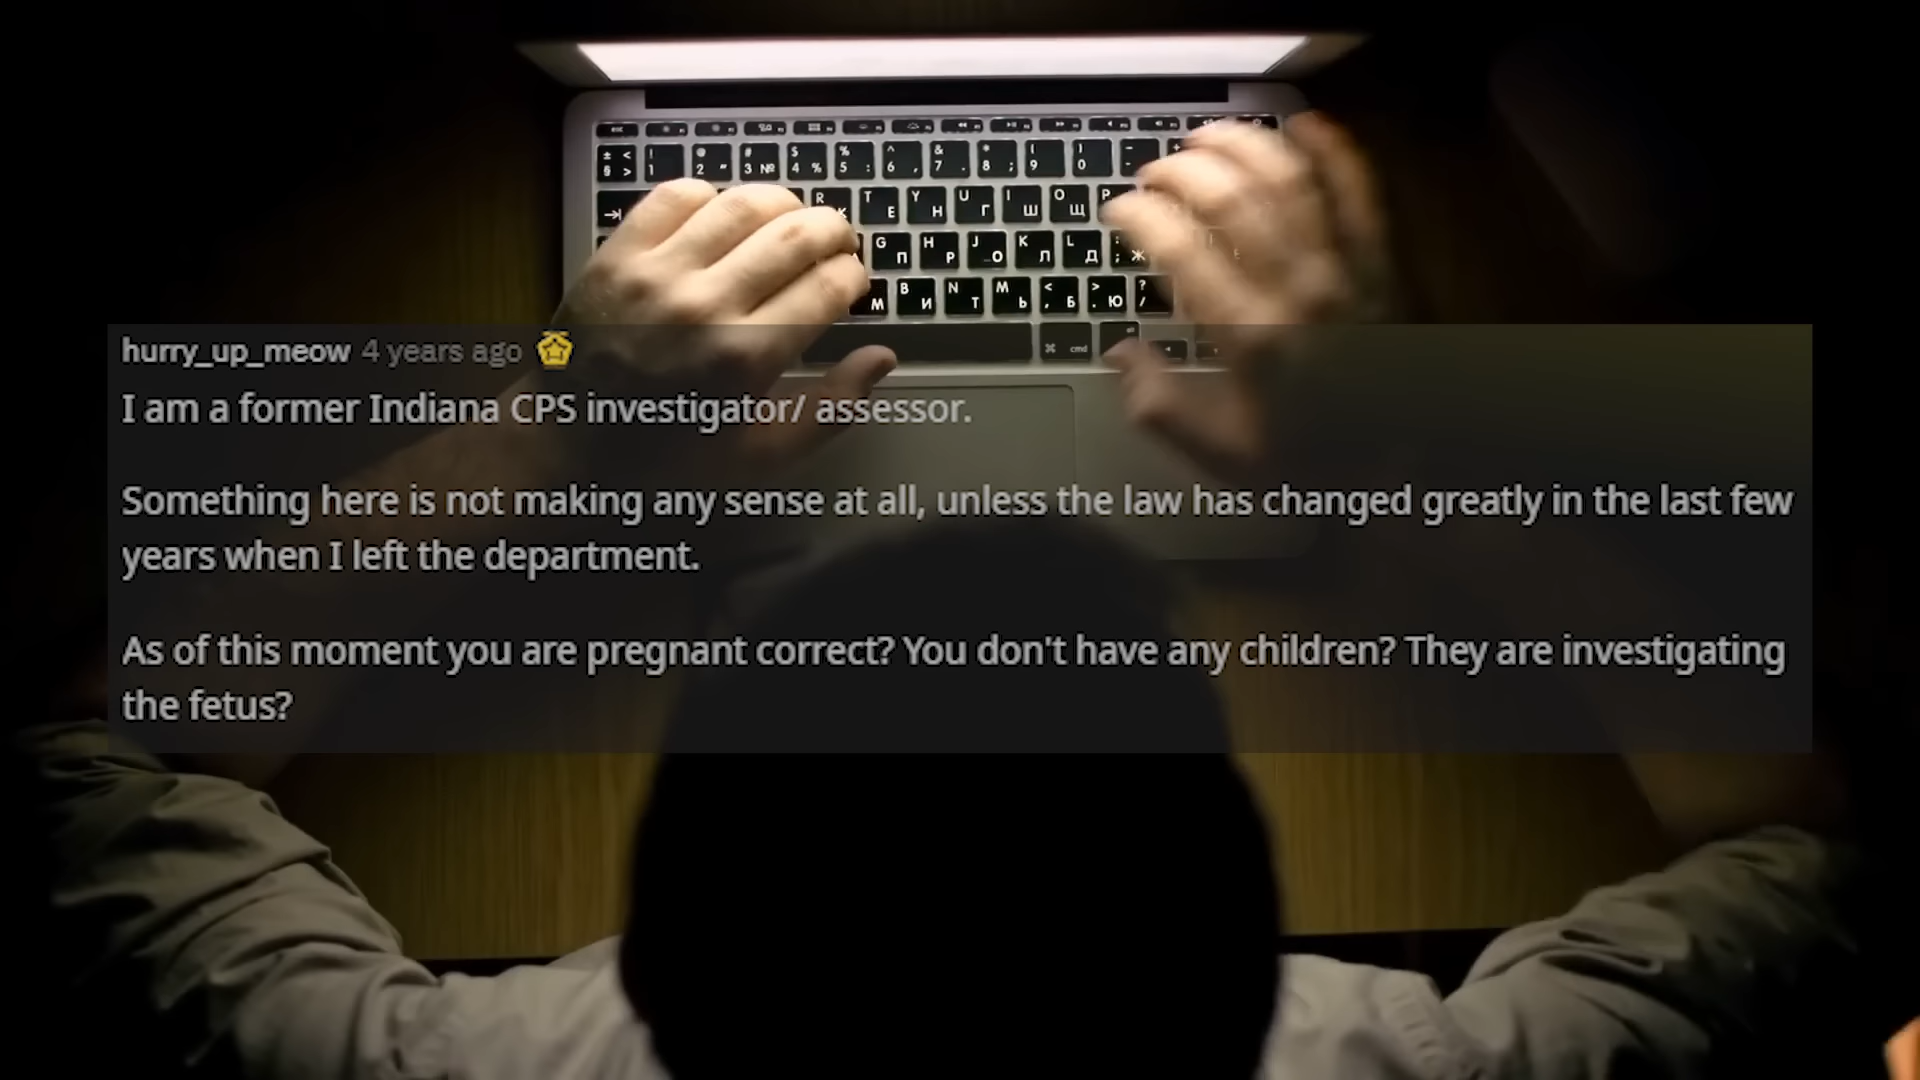 hurry_up_meow 4 years ago
I am a former Indiana CPS investigator/ assessor.
Something here is not making any sense at all, unless the law has changed greatly in the last few
years when I left the department.
As of this moment you are pregnant correct? You don't have any children? They are investigating
the fetus?